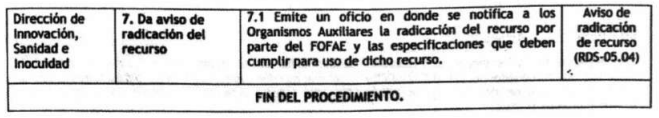 Dirección de
Innovación,
Sanidad e
Inocuidad
7. Da aviso de
radicación del
recurso
7.1 Emite un oficio en donde se notifica a los
Organismos Auxiliares la radicación del recurso por
parte del FOFAE y las especificaciones que deben
cumplir para uso de dicho recurso.
Aviso de
radicación
de recurso
(RDS-05.04)
FIN DEL PROCEDIMIENTO.